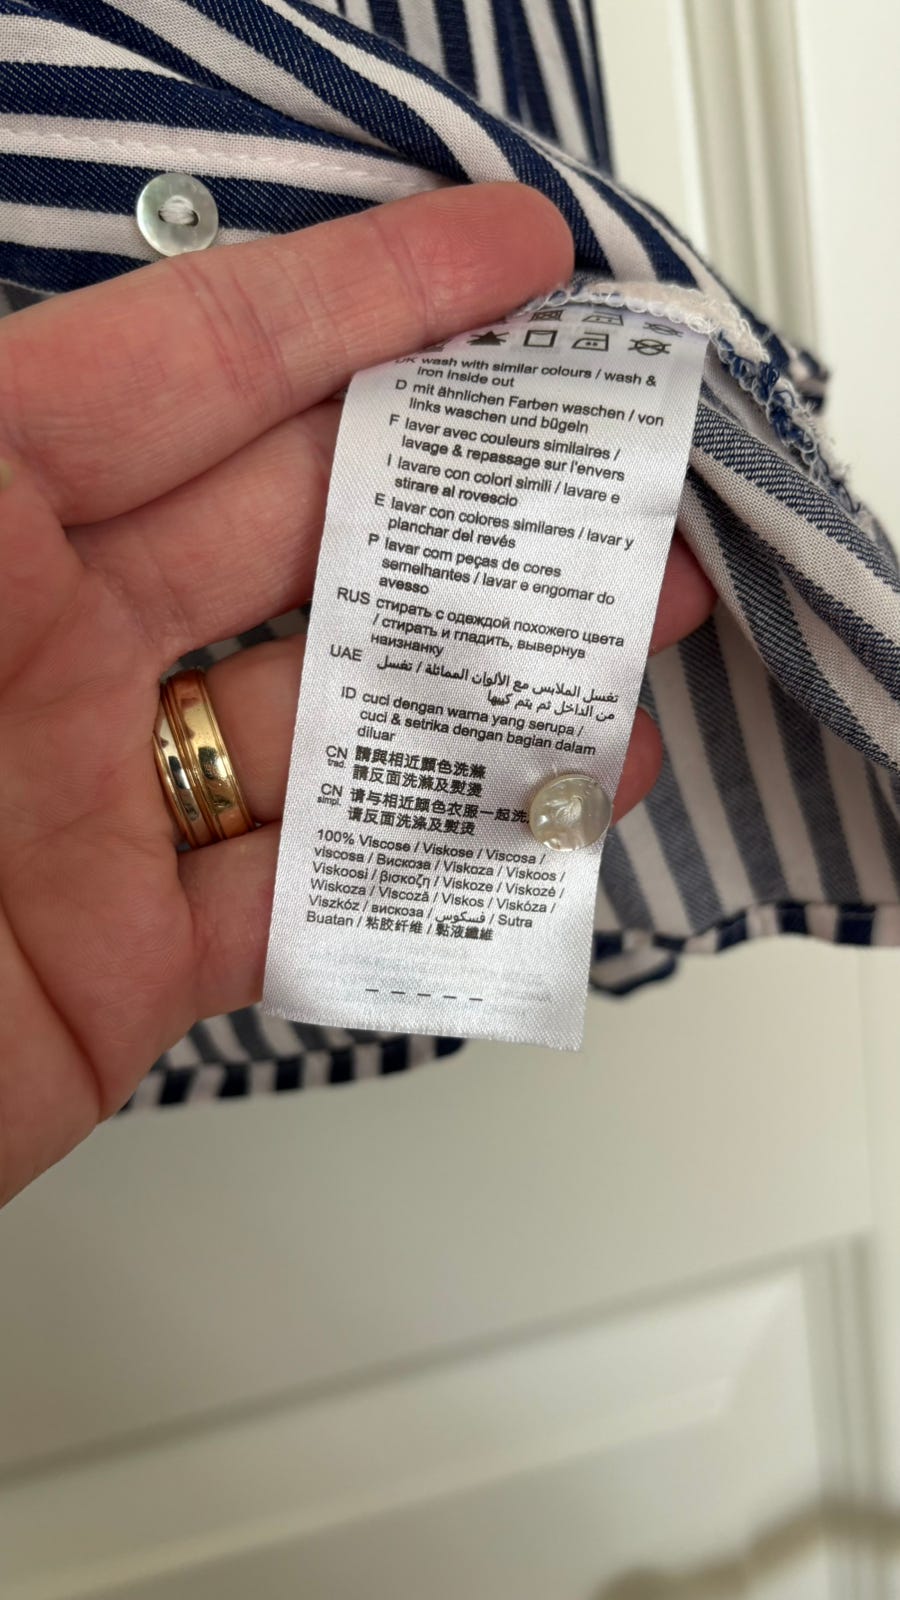 UK wash with similar colours / wash &
iron inside out
D mit ähnlichen Farben waschen / von
links waschen und bügeln
F laver avec couleurs similaires /
lavage & repassage sur l'envers
I lavare con colori simili / lavare e
stirare al rovescio
E lavar con colores similares / lavar y
planchar del revés
P lavar com peças de cores
semelhantes / lavar e engomar do
avesso
RUS стирать с одеждой похожего цвета
/ стирать и гладить, вывернув
наизнанку
UAE تغسل الملابس مع الألوان المماثلة / تغسل
من الداخل ثم يتم كييها
ID cuci dengan warna yang serupa /
cuci & setrika dengan bagian dalam
diluar
CN trad. 請與相近顏色洗滌
請反面洗滌及熨燙
CN simpl. 请与相近颜色衣服一起洗
请反面洗涤及熨烫
100% Viscose / Viskose / Viscosa /
viscosa / Вискоза / Viskoza / Viskoos /
Viskoosi / βισκοζη / Viskoze / Viskozė /
Wiskoza / Viscoză / Viskos / Viskóza /
Viszkóz / вискоза / فسكوس / Sutra
Buatan / 粘胶纤维 / 黏液纖維
– – – – –